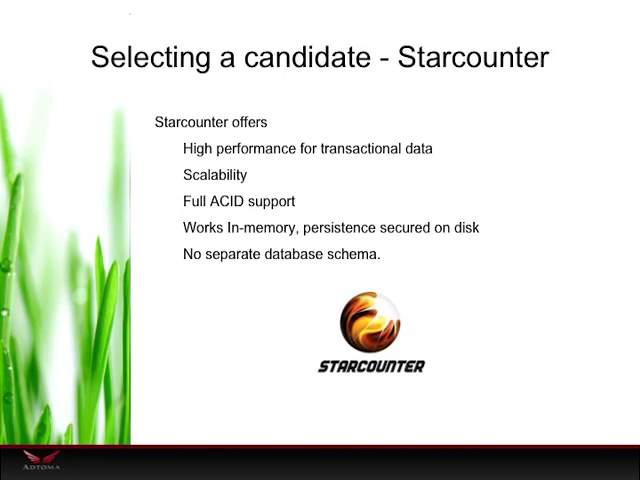 Selecting a candidate - Starcounter
Starcounter offers
High performance for transactional data
Scalability
Full ACID support
Works In-memory, persistence secured on disk
No separate database schema.
STARCOUNTER
ADTOMA